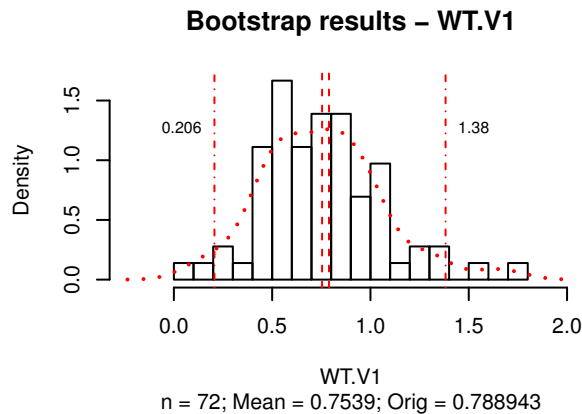 Bootstrap results − WT.V1
1.5
0.206
1.38
1.0
Density
0.5
0.0
0.0 0.5 1.0 1.5 2.0
WT.V1
n = 72; Mean = 0.7539; Orig = 0.788943